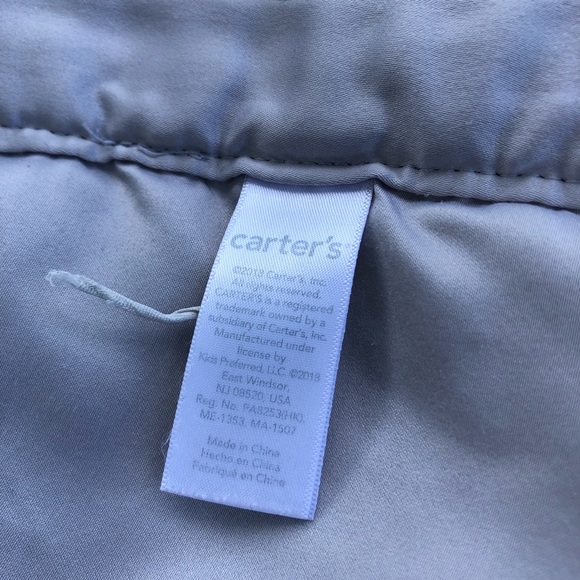 carter's®
©2018 Carter's, Inc.
All rights reserved.
CARTER'S is a registered
trademark owned by a
subsidiary of Carter's, Inc.
Manufactured under
license by
Kids Preferred, LLC ©2018
East Windsor,
NJ 08520, USA
Reg. No. PA8253(HK),
ME-1353, MA-1507
Made in China
Hecho en China
Fabriqué en Chine